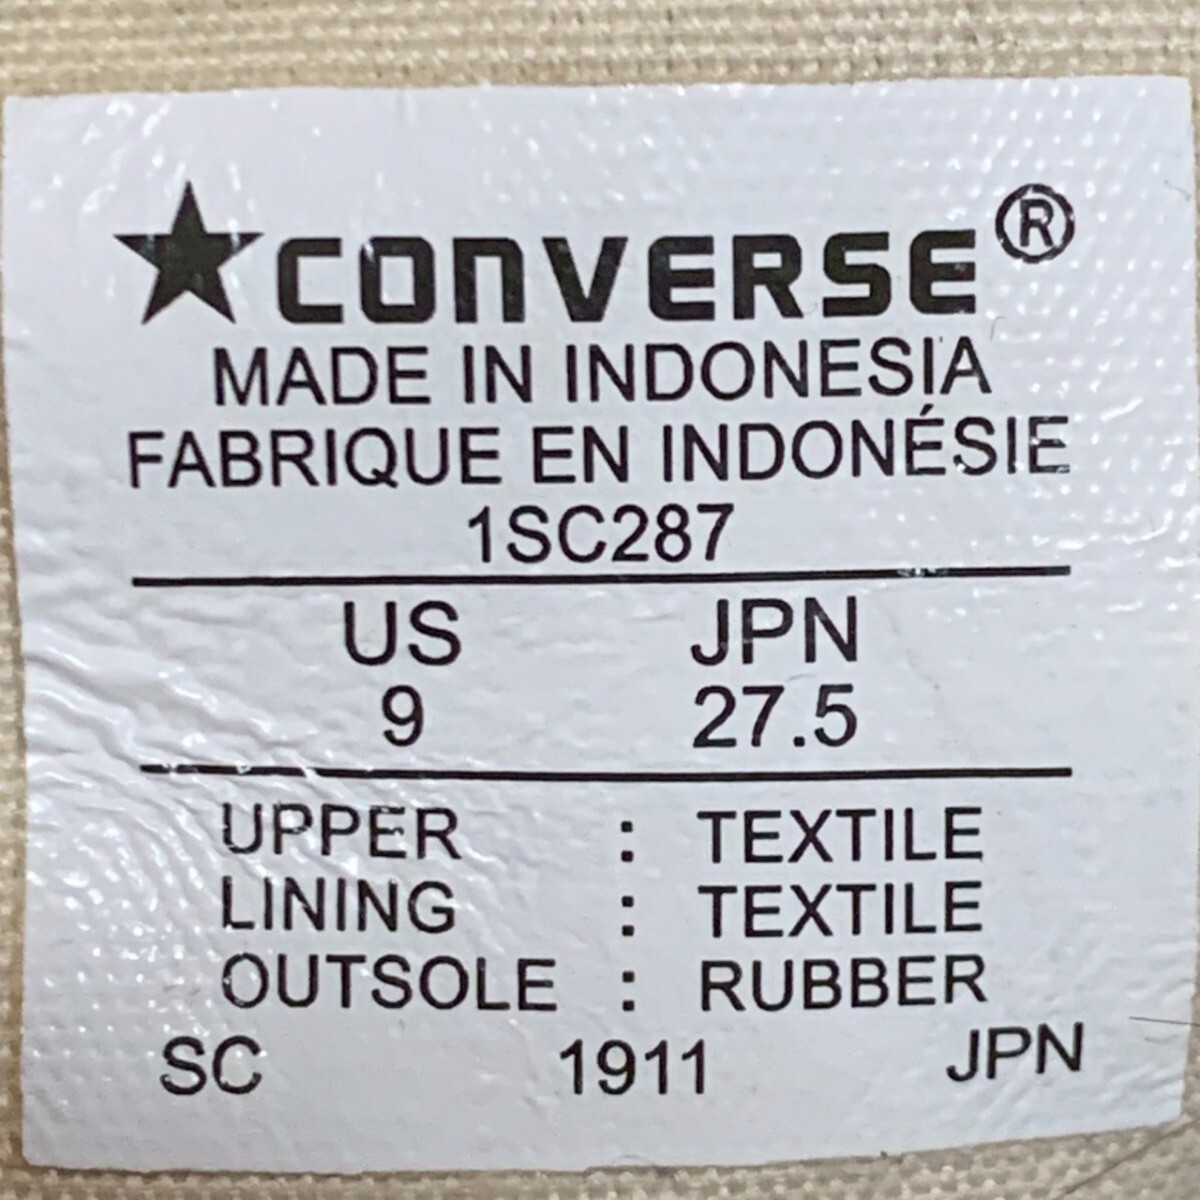 CONVERSE®
MADE IN INDONESIA
FABRIQUE EN INDONÉSIE
1SC287
US JPN
9 27.5
UPPER : TEXTILE
LINING : TEXTILE
OUTSOLE : RUBBER
SC 1911 JPN